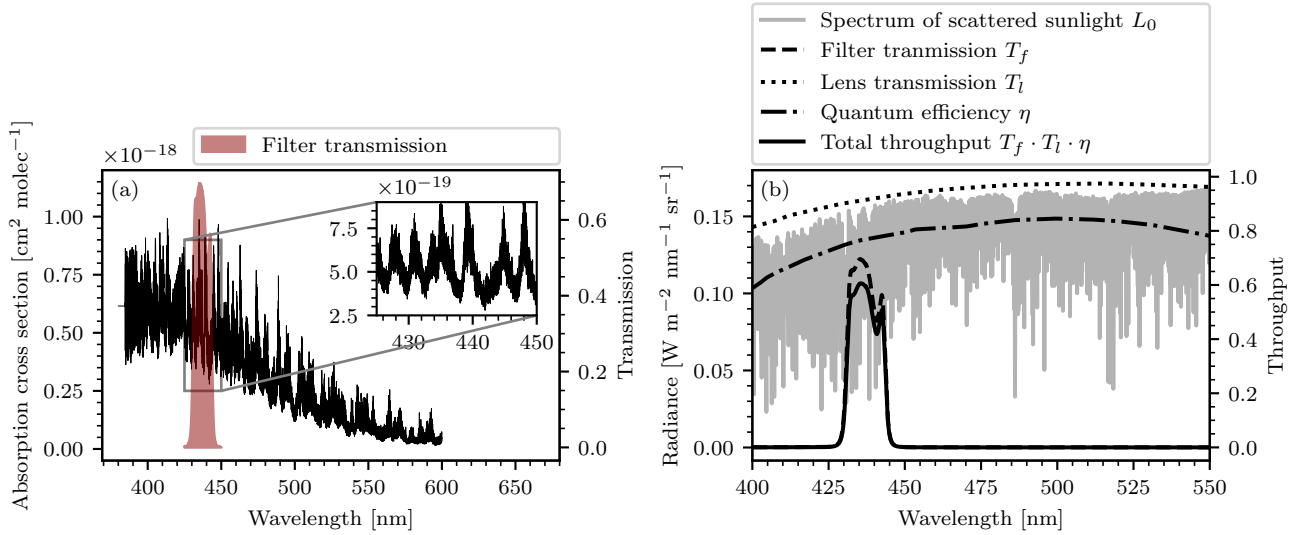 Filter transmission
×10−18
(a)
Absorption cross section [cm2 molec−1]
1.00
0.75
0.50
0.25
0.00
×10−19
7.5
5.0
2.5
430
440
450
0.6
0.4
0.2
0.0
Transmission
400
450
500
550
600
650
Wavelength [nm]
Spectrum of scattered sunlight L0
Filter tranmission Tf
Lens transmission Tl
Quantum efficiency η
Total throughput Tf · Tl · η
(b)
Radiance [W m−2 nm−1 sr−1]
0.15
0.10
0.05
0.00
1.0
0.8
0.6
0.4
0.2
0.0
Throughput
400
425
450
475
500
525
550
Wavelength [nm]